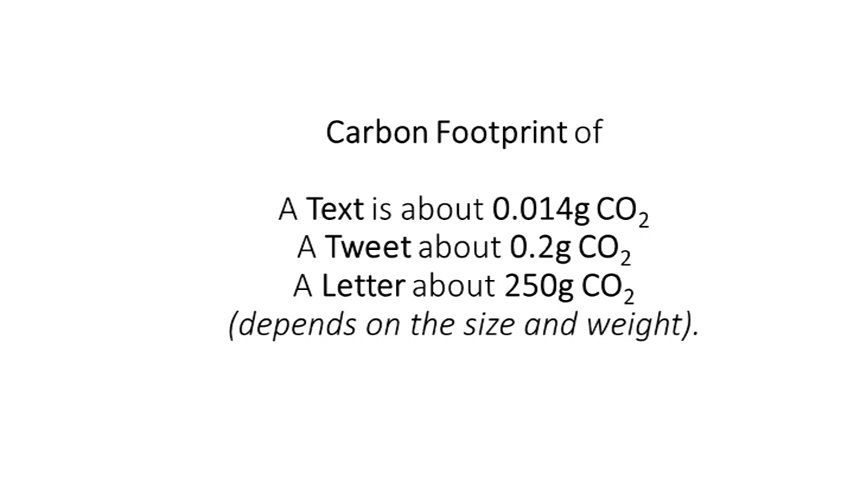 Carbon Footprint of
A Text is about 0.014g CO₂
A Tweet about 0.2g CO₂
A Letter about 250g CO₂
(depends on the size and weight).